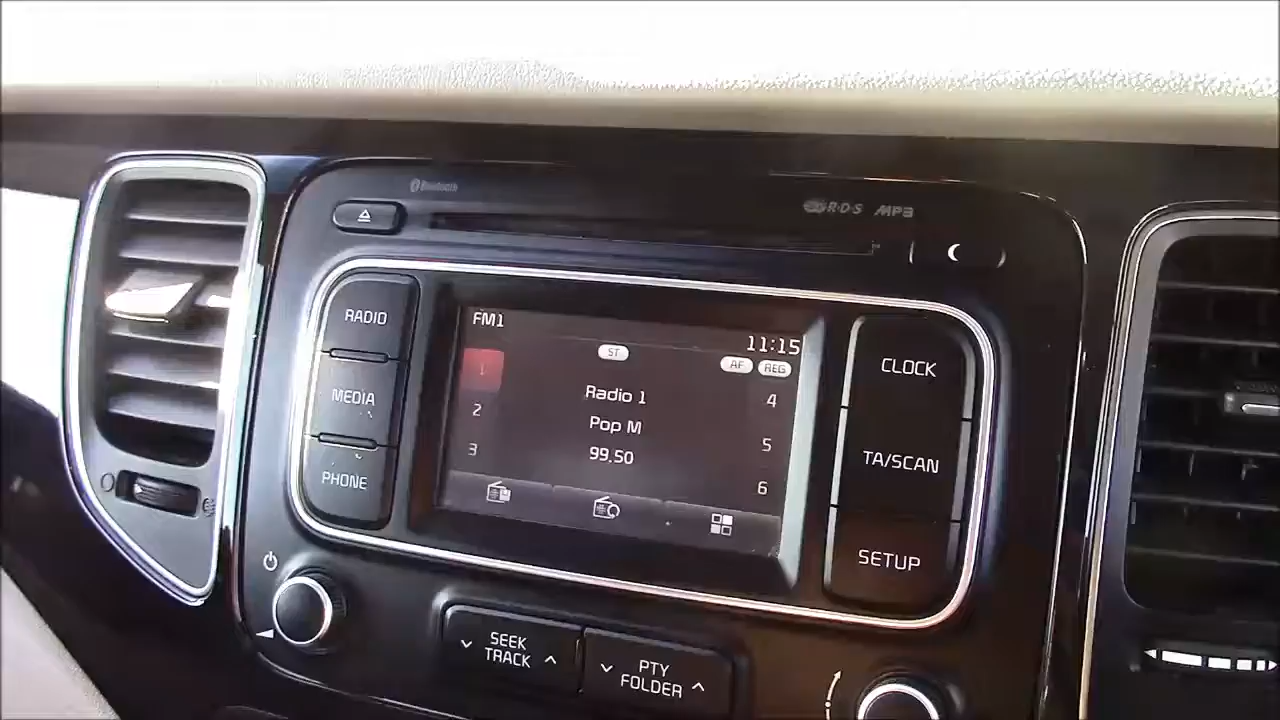 Bluetooth
R·D·S MP3
RADIO
MEDIA
PHONE
FM1
11:15
ST
AF REG
1
2
3
Radio 1
Pop M
99.50
4
5
6
CLOCK
TA/SCAN
SETUP
SEEK
TRACK
PTY
FOLDER